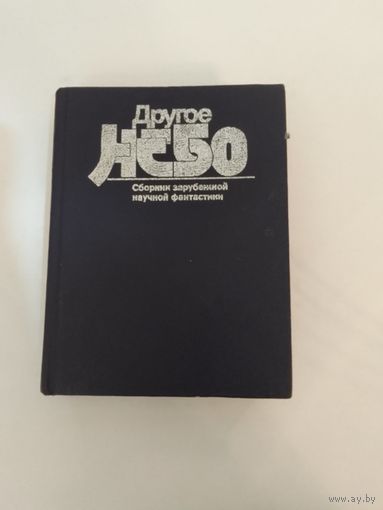 Другое
НЕБО
Сборник зарубежной
научной фантастики
www.ay.by